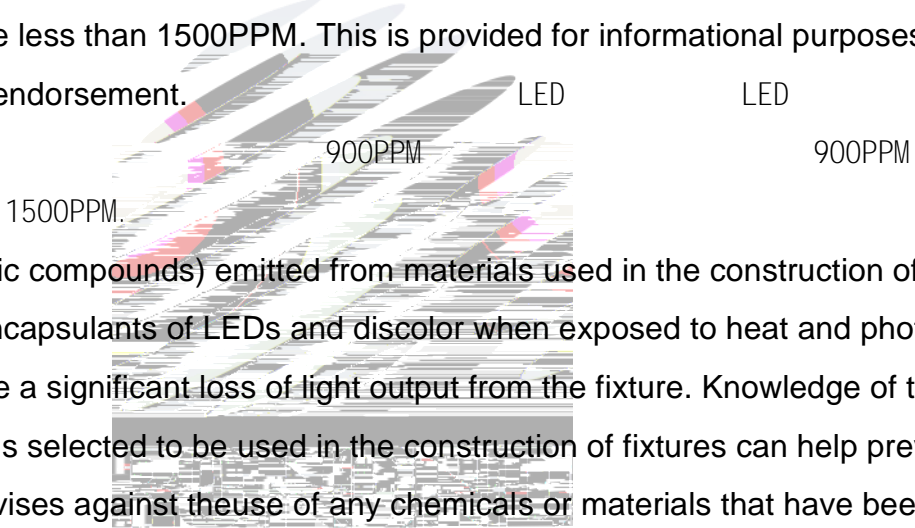 e less than 1500PPM. This is provided for informational purposes
endorsement. LED LED
900PPM 900PPM
1500PPM.
ic compounds) emitted from materials used in the construction of
ncapsulants of LEDs and discolor when exposed to heat and phot
e a significant loss of light output from the fixture. Knowledge of t
s selected to be used in the construction of fixtures can help prev
vises against theuse of any chemicals or materials that have bee